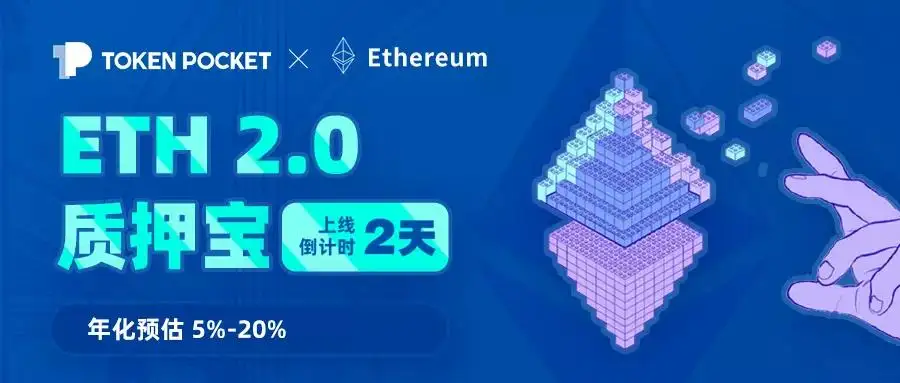 TOKEN POCKET × Ethereum
ETH 2.0
质押宝
上线
倒计时 2天
年化预估 5%-20%